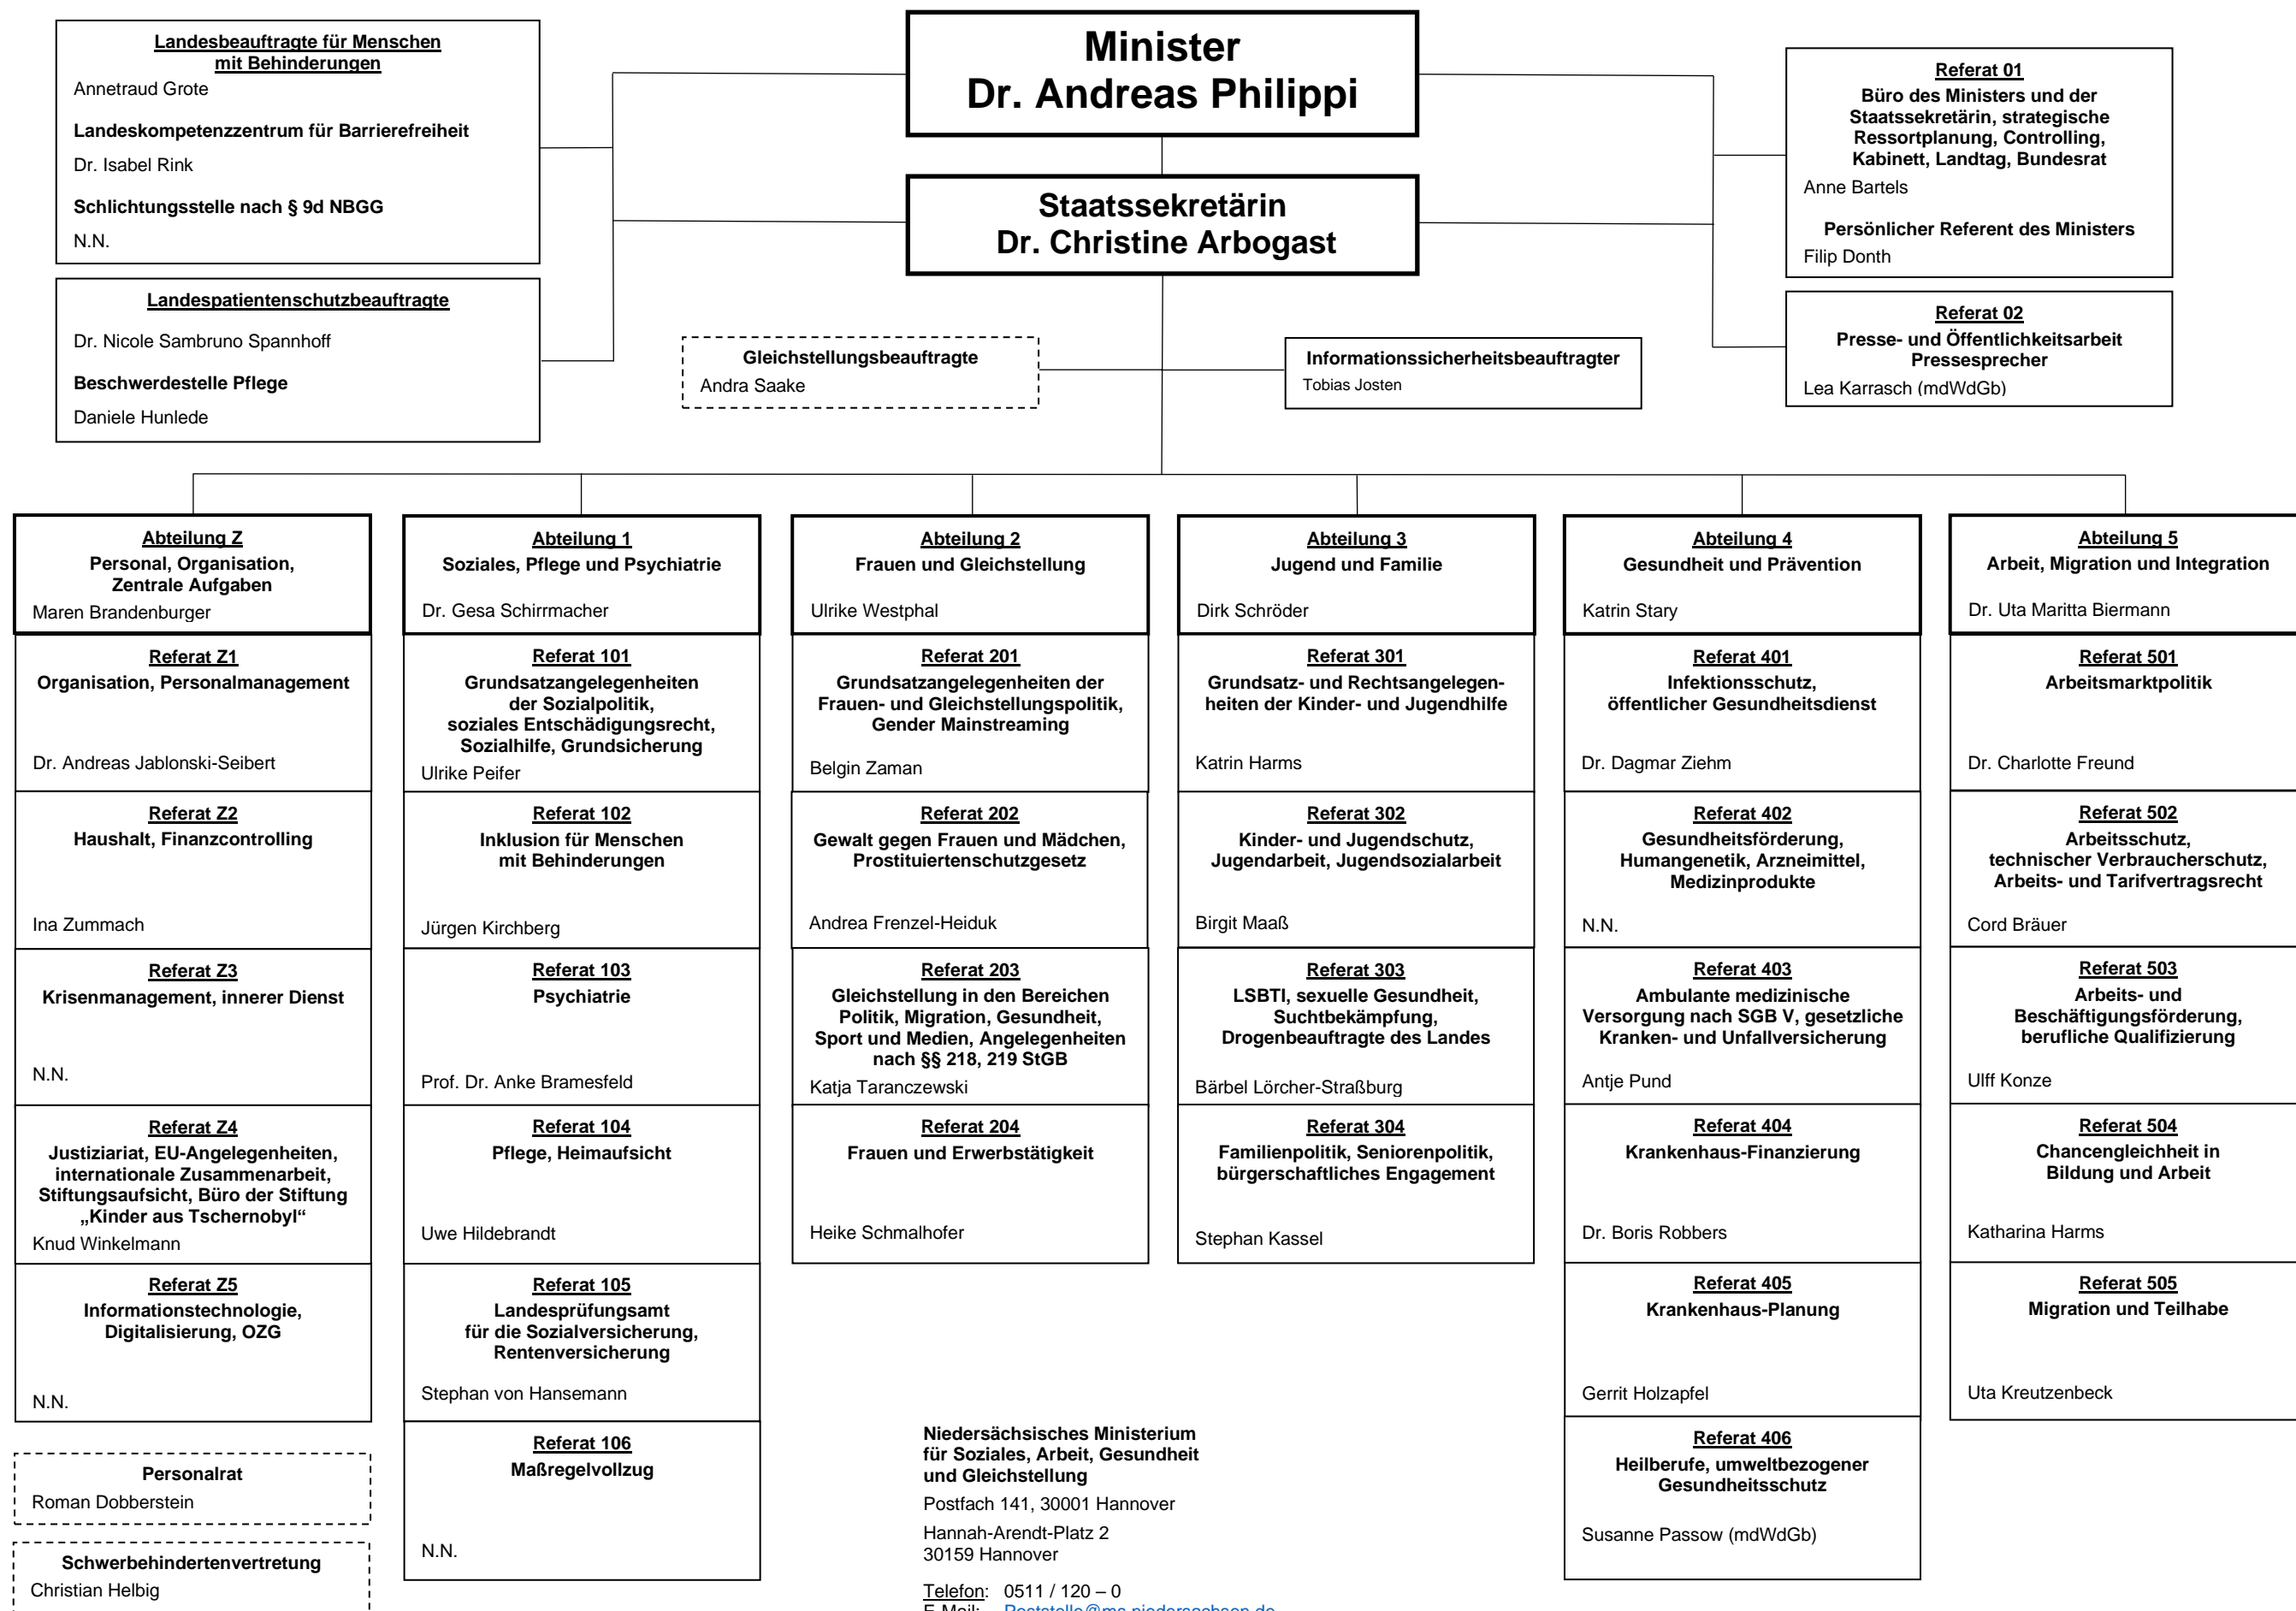 Landesbeauftragte für Menschen
mit Behinderungen
Annetraud Grote
Landeskompetenzzentrum für Barrierefreiheit
Dr. Isabel Rink
Schlichtungsstelle nach § 9d NBGG
N.N.
Landespatientenschutzbeauftragte
Dr. Nicole Sambruno Spannhoff
Beschwerdestelle Pflege
Daniele Hunlede
Minister
Dr. Andreas Philippi
Staatssekretärin
Dr. Christine Arbogast
Gleichstellungsbeauftragte
Andra Saake
Informationssicherheitsbeauftragter
Tobias Josten
Referat 01
Büro des Ministers und der
Staatssekretärin, strategische
Ressortplanung, Controlling,
Kabinett, Landtag, Bundesrat
Anne Bartels
Persönlicher Referent des Ministers
Filip Donth
Referat 02
Presse- und Öffentlichkeitsarbeit
Pressesprecher
Lea Karrasch (mdWdGb)
Abteilung Z
Personal, Organisation,
Zentrale Aufgaben
Maren Brandenburger
Referat Z1
Organisation, Personalmanagement
Dr. Andreas Jablonski-Seibert
Referat Z2
Haushalt, Finanzcontrolling
Ina Zummach
Referat Z3
Krisenmanagement, innerer Dienst
N.N.
Referat Z4
Justiziariat, EU-Angelegenheiten,
internationale Zusammenarbeit,
Stiftungsaufsicht, Büro der Stiftung
„Kinder aus Tschernobyl“
Knud Winkelmann
Referat Z5
Informationstechnologie,
Digitalisierung, OZG
N.N.
Personalrat
Roman Dobberstein
Schwerbehindertenvertretung
Christian Helbig
Abteilung 1
Soziales, Pflege und Psychiatrie
Dr. Gesa Schirrmacher
Referat 101
Grundsatzangelegenheiten
der Sozialpolitik,
soziales Entschädigungsrecht,
Sozialhilfe, Grundsicherung
Ulrike Peifer
Referat 102
Inklusion für Menschen
mit Behinderungen
Jürgen Kirchberg
Referat 103
Psychiatrie
Prof. Dr. Anke Bramesfeld
Referat 104
Pflege, Heimaufsicht
Uwe Hildebrandt
Referat 105
Landesprüfungsamt
für die Sozialversicherung,
Rentenversicherung
Stephan von Hansemann
Referat 106
Maßregelvollzug
N.N.
Abteilung 2
Frauen und Gleichstellung
Ulrike Westphal
Referat 201
Grundsatzangelegenheiten der
Frauen- und Gleichstellungspolitik,
Gender Mainstreaming
Belgin Zaman
Referat 202
Gewalt gegen Frauen und Mädchen,
Prostituiertenschutzgesetz
Andrea Frenzel-Heiduk
Referat 203
Gleichstellung in den Bereichen
Politik, Migration, Gesundheit,
Sport und Medien, Angelegenheiten
nach §§ 218, 219 StGB
Katja Taranczewski
Referat 204
Frauen und Erwerbstätigkeit
Heike Schmalhofer
Abteilung 3
Jugend und Familie
Dirk Schröder
Referat 301
Grundsatz- und Rechtsangelegen-
heiten der Kinder- und Jugendhilfe
Katrin Harms
Referat 302
Kinder- und Jugendschutz,
Jugendarbeit, Jugendsozialarbeit
Birgit Maaß
Referat 303
LSBTI, sexuelle Gesundheit,
Suchtbekämpfung,
Drogenbeauftragte des Landes
Bärbel Lörcher-Straßburg
Referat 304
Familienpolitik, Seniorenpolitik,
bürgerschaftliches Engagement
Stephan Kassel
Abteilung 4
Gesundheit und Prävention
Katrin Stary
Referat 401
Infektionsschutz,
öffentlicher Gesundheitsdienst
Dr. Dagmar Ziehm
Referat 402
Gesundheitsförderung,
Humangenetik, Arzneimittel,
Medizinprodukte
N.N.
Referat 403
Ambulante medizinische
Versorgung nach SGB V, gesetzliche
Kranken- und Unfallversicherung
Antje Pund
Referat 404
Krankenhaus-Finanzierung
Dr. Boris Robbers
Referat 405
Krankenhaus-Planung
Gerrit Holzapfel
Referat 406
Heilberufe, umweltbezogener
Gesundheitsschutz
Susanne Passow (mdWdGb)
Abteilung 5
Arbeit, Migration und Integration
Dr. Uta Maritta Biermann
Referat 501
Arbeitsmarktpolitik
Dr. Charlotte Freund
Referat 502
Arbeitsschutz,
technischer Verbraucherschutz,
Arbeits- und Tarifvertragsrecht
Cord Bräuer
Referat 503
Arbeits- und
Beschäftigungsförderung,
berufliche Qualifizierung
Ulff Konze
Referat 504
Chancengleichheit in
Bildung und Arbeit
Katharina Harms
Referat 505
Migration und Teilhabe
Uta Kreutzenbeck
Niedersächsisches Ministerium
für Soziales, Arbeit, Gesundheit
und Gleichstellung
Postfach 141, 30001 Hannover
Hannah-Arendt-Platz 2
30159 Hannover
Telefon: 0511 / 120 – 0
E-Mail: Poststelle@ms.niedersachsen.de